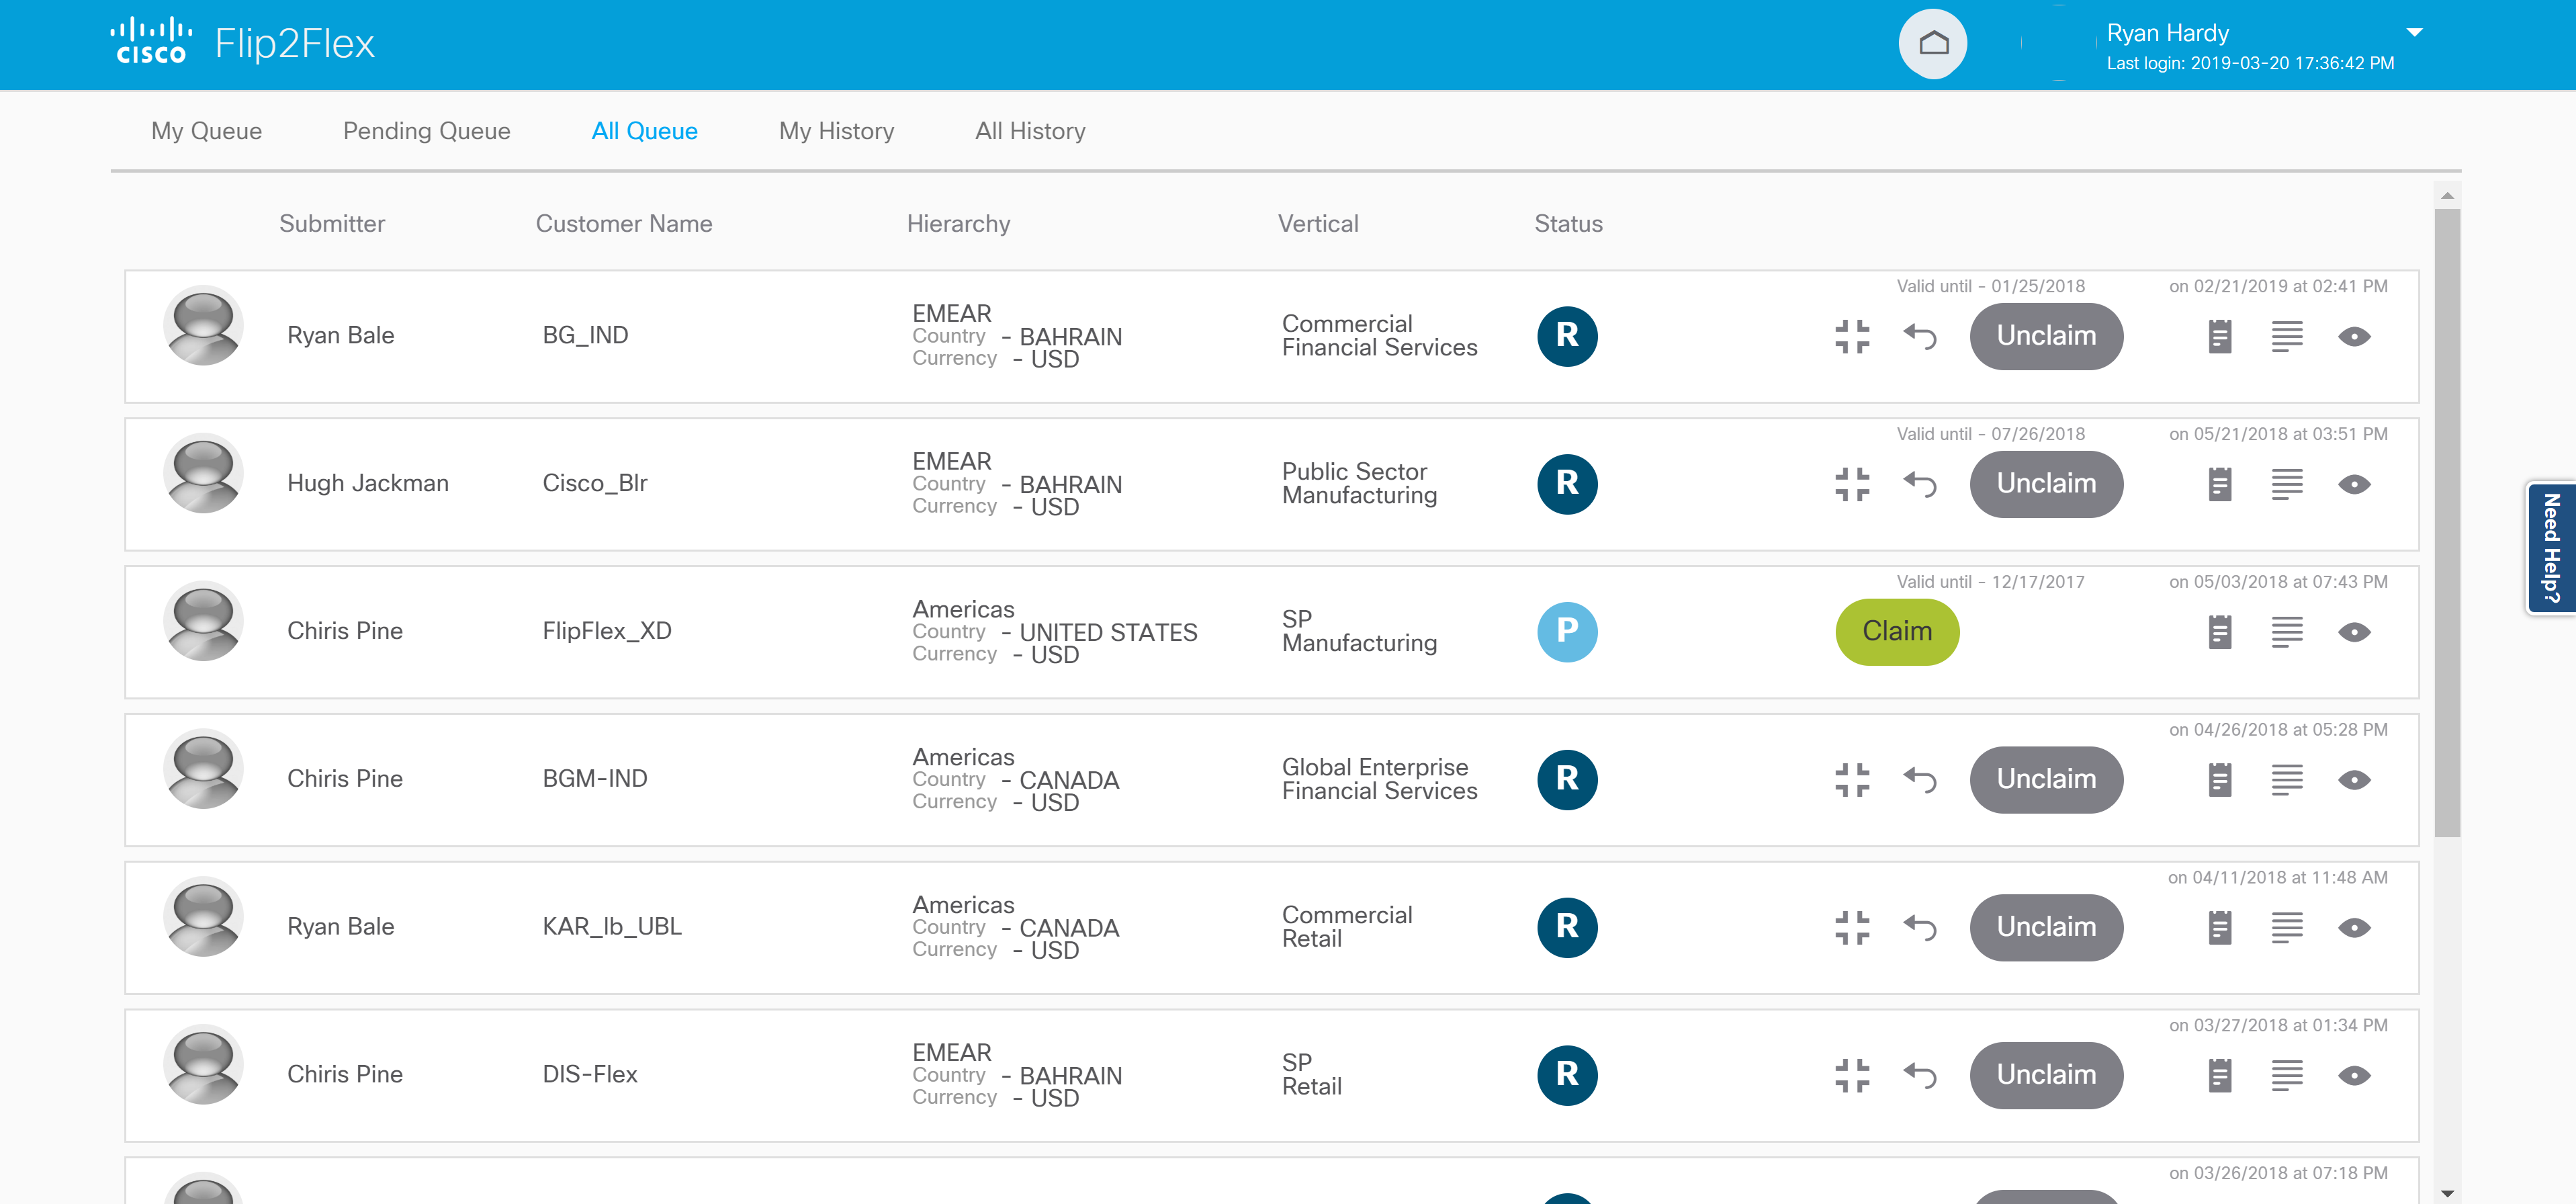 CISCO Flip2Flex
Ryan Hardy
Last login: 2019-03-20 17:36:42 PM
My Queue Pending Queue All Queue My History All History
Submitter Customer Name Hierarchy Vertical Status
Valid until - 01/25/2018 on 02/21/2019 at 02:41 PM
Ryan Bale BG_IND EMEAR Commercial R Unclaim
Country - BAHRAIN Financial Services
Currency - USD
Valid until - 07/26/2018 on 05/21/2018 at 03:51 PM
Hugh Jackman Cisco_Blr EMEAR Public Sector R Unclaim
Country - BAHRAIN Manufacturing
Currency - USD
Need Help?
Valid until - 12/17/2017 on 05/03/2018 at 07:43 PM
Chiris Pine FlipFlex_XD Americas SP P Claim
Country - UNITED STATES Manufacturing
Currency - USD
on 04/26/2018 at 05:28 PM
Chiris Pine BGM-IND Americas Global Enterprise R Unclaim
Country - CANADA Financial Services
Currency - USD
on 04/11/2018 at 11:48 AM
Ryan Bale KAR_lb_UBL Americas Commercial R Unclaim
Country - CANADA Retail
Currency - USD
on 03/27/2018 at 01:34 PM
Chiris Pine DIS-Flex EMEAR SP R Unclaim
Country - BAHRAIN Retail
Currency - USD
on 03/26/2018 at 07:18 PM